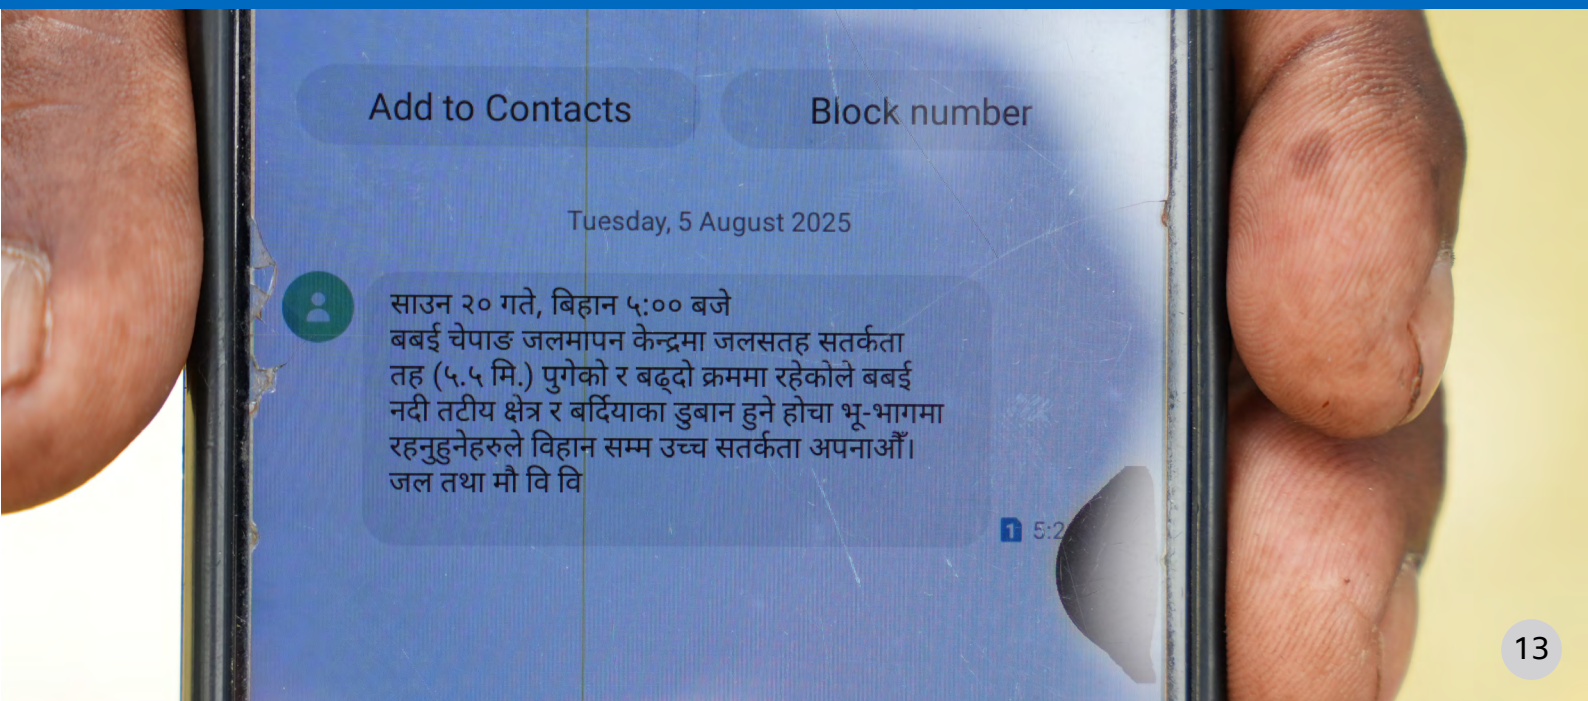 Add to Contacts
Block number
Tuesday, 5 August 2025
साउन २० गते, बिहान ५:०० बजे
बबई चेपाङ जलमापन केन्द्रमा जलसतह सतर्कता
तह (५.५ मि.) पुगेको र बढ्दो क्रममा रहेकोले बबई
नदी तटीय क्षेत्र र बर्दियाका डुबान हुने होचा भू-भागमा
रहनुहुनेहरुले विहान सम्म उच्च सतर्कता अपनाऔँ।
जल तथा मौ वि वि
1
13